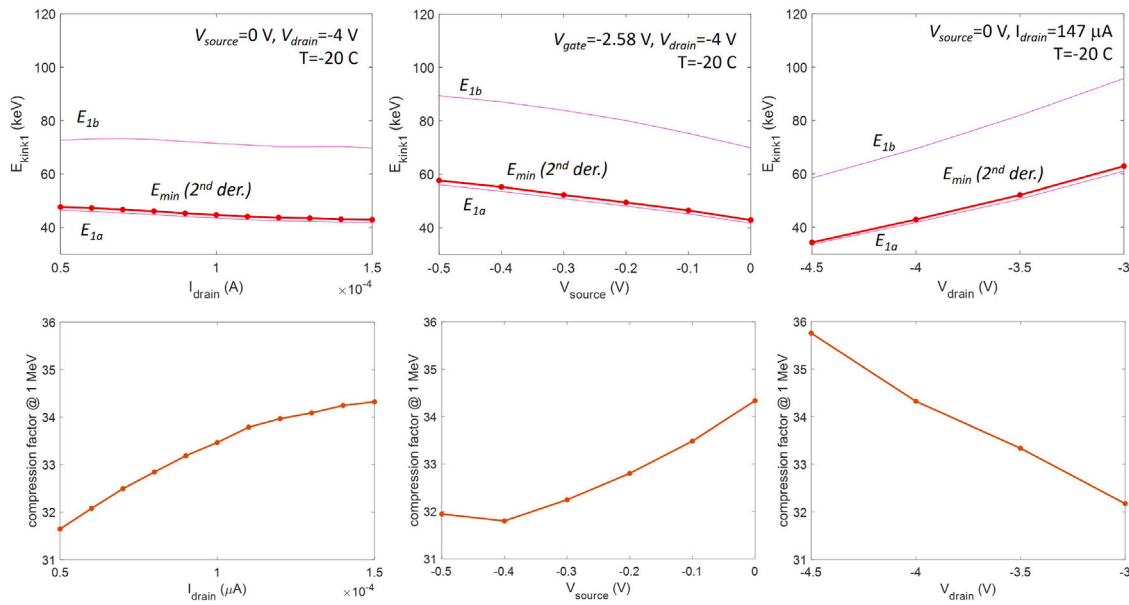 120
100
80
60
40
E_kink1 (keV)
V_source=0 V, V_drain=-4 V
T=-20 C
E_1b
E_min (2^nd der.)
E_1a
0.5
1
1.5
I_drain (A)
×10^-4
120
100
80
60
40
E_kink1 (keV)
V_gate=-2.58 V, V_drain=-4 V
T=-20 C
E_1b
E_min (2^nd der.)
E_1a
-0.5
-0.4
-0.3
-0.2
-0.1
0
V_source (V)
120
100
80
60
40
E_kink1 (keV)
V_source=0 V, I_drain=147 μA
T=-20 C
E_1b
E_min (2^nd der.)
E_1a
-4.5
-4
-3.5
-3
V_drain (V)
36
35
34
33
32
31
compression factor @ 1 MeV
0.5
1
1.5
I_drain (μA)
×10^-4
36
35
34
33
32
31
compression factor @ 1 MeV
-0.5
-0.4
-0.3
-0.2
-0.1
0
V_source (V)
36
35
34
33
32
31
compression factor @ 1 MeV
-4.5
-4
-3.5
-3
V_drain (V)